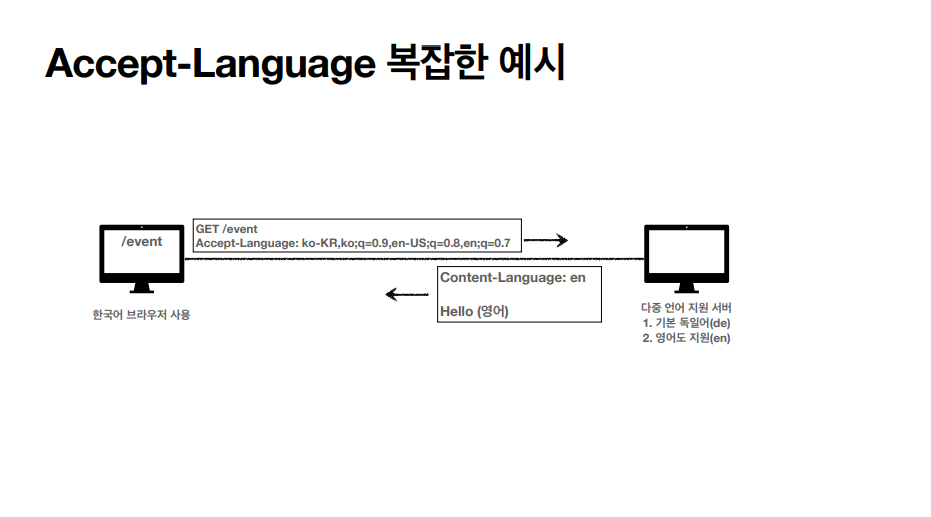 Accept-Language 복잡한 예시
/event
GET /event
Accept-Language: ko-KR,ko;q=0.9,en-US;q=0.8,en;q=0.7
Content-Language: en
Hello (영어)
한국어 브라우저 사용
다중 언어 지원 서버
1. 기본 독일어(de)
2. 영어도 지원(en)